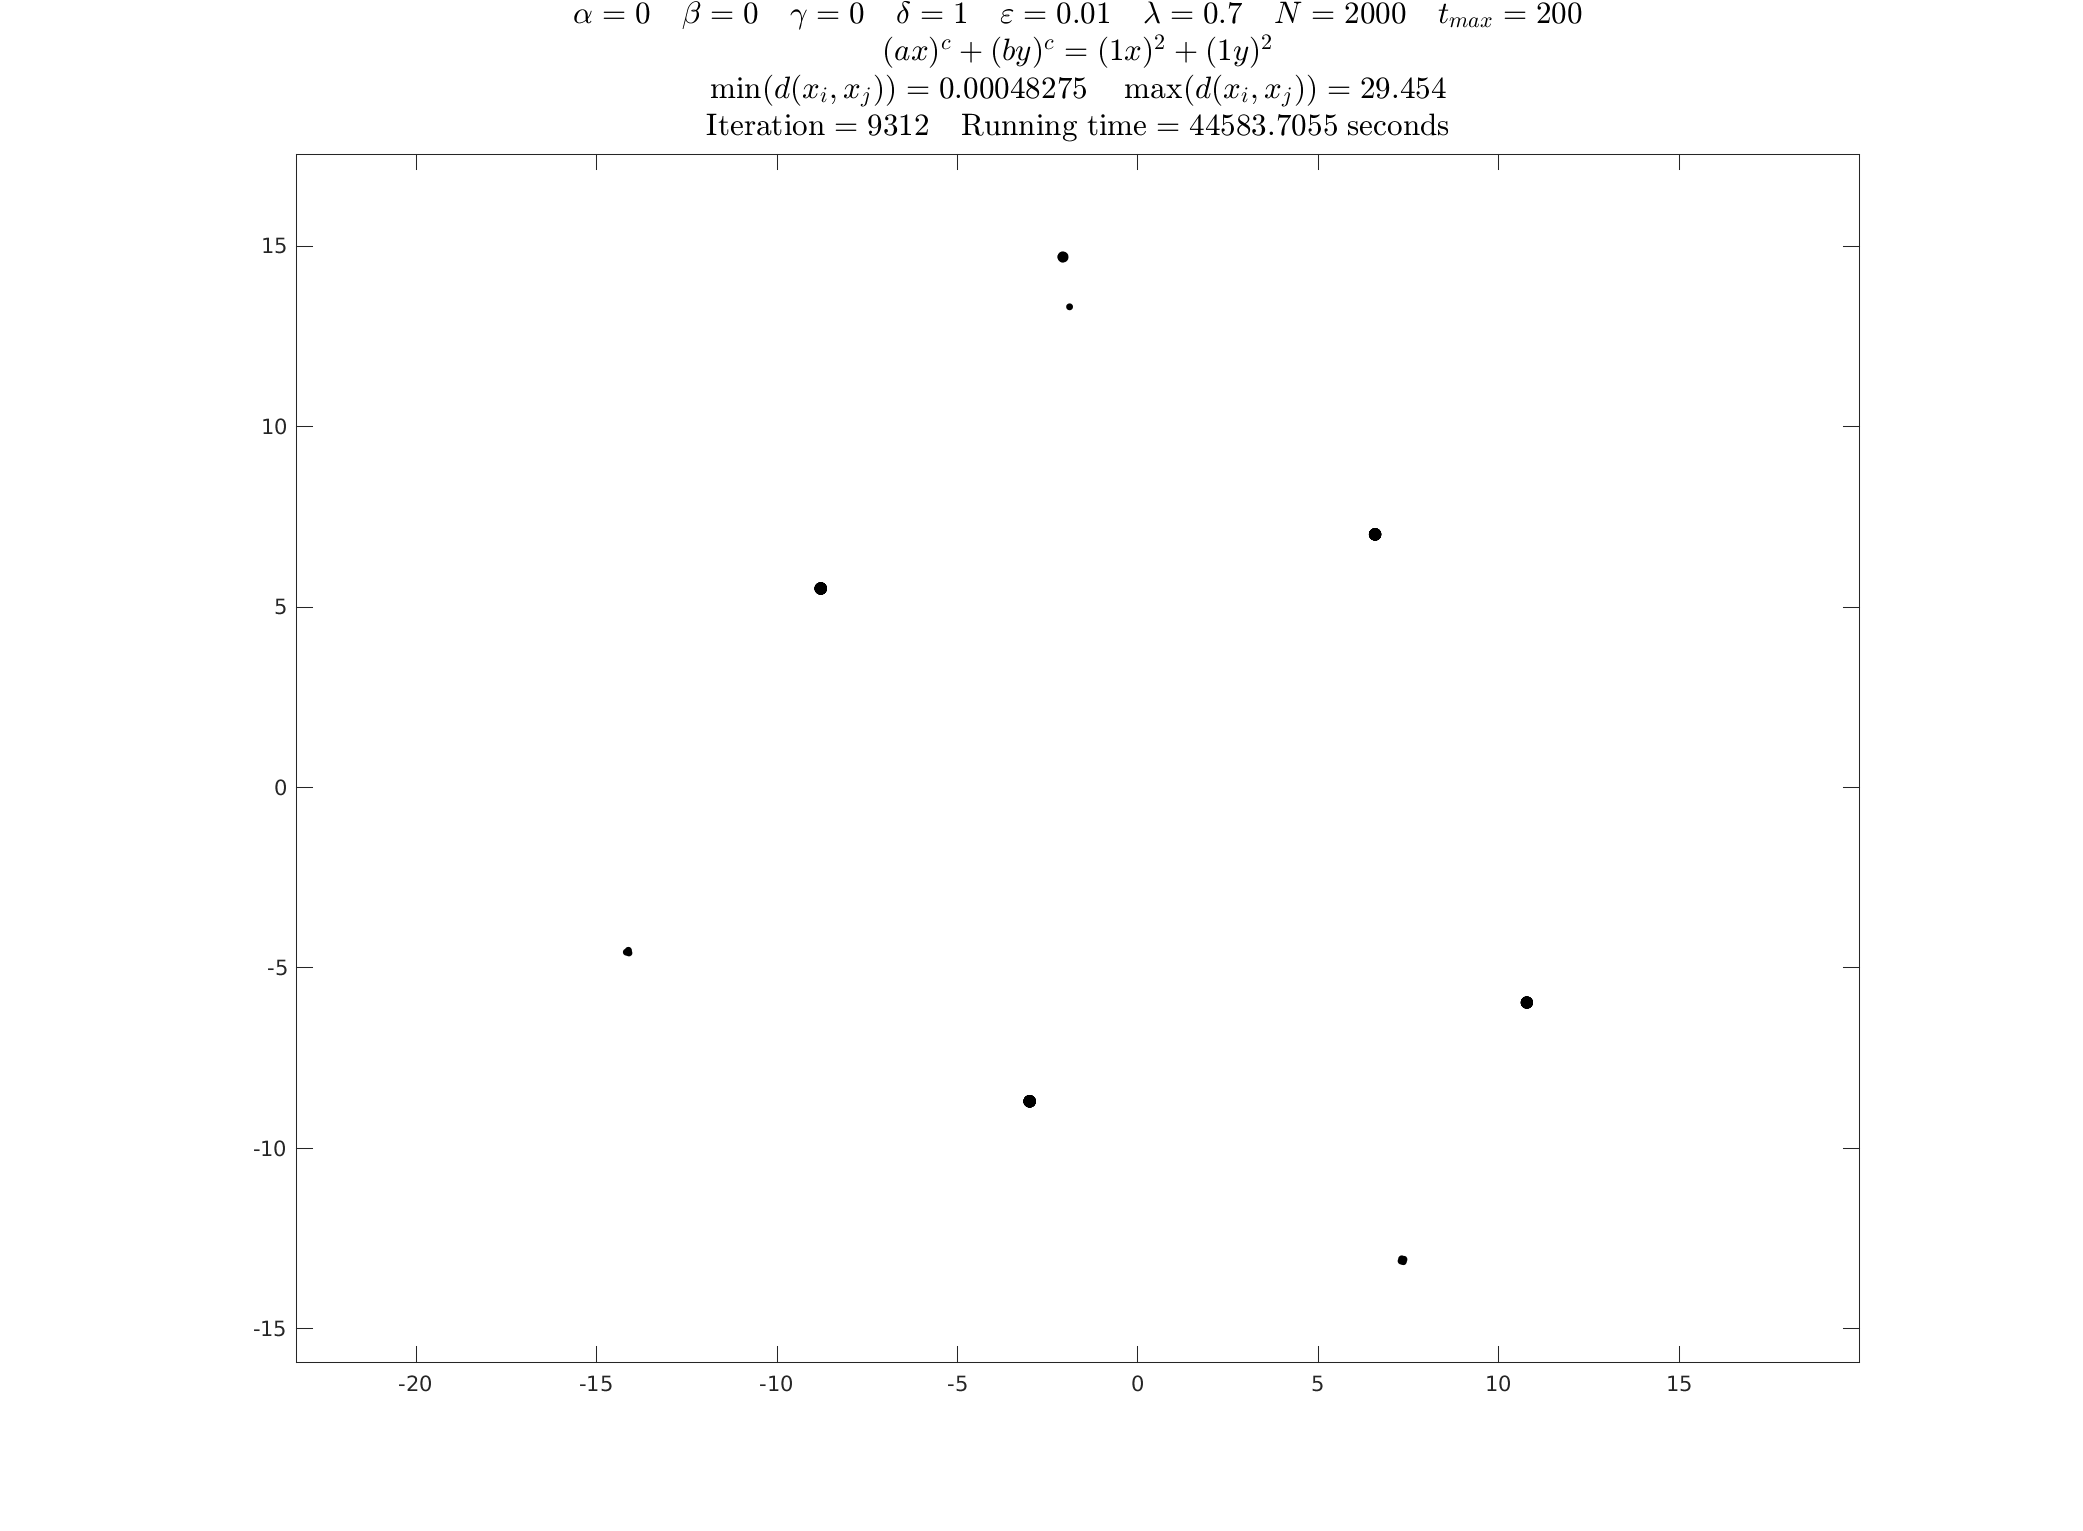 α = 0 β = 0 γ = 0 δ = 1 ε = 0.01 λ = 0.7 N = 2000 t_{max} = 200
(ax)^c + (by)^c = (1x)^2 + (1y)^2
min(d(x_i, x_j)) = 0.00048275 max(d(x_i, x_j)) = 29.454
Iteration = 9312 Running time = 44583.7055 seconds
15
10
5
0
-5
-10
-15
-20 -15 -10 -5 0 5 10 15